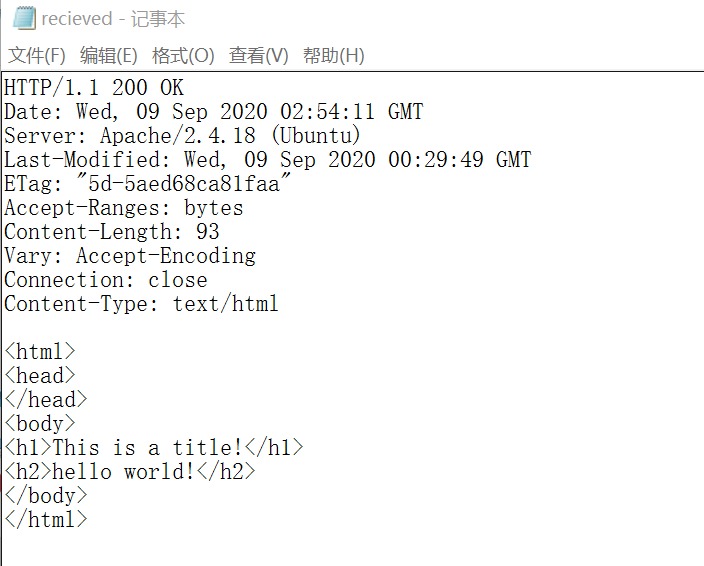 recieved - 记事本
文件(F) 编辑(E) 格式(O) 查看(V) 帮助(H)
HTTP/1.1 200 OK
Date: Wed, 09 Sep 2020 02:54:11 GMT
Server: Apache/2.4.18 (Ubuntu)
Last-Modified: Wed, 09 Sep 2020 00:29:49 GMT
ETag: "5d-5aed68ca81faa"
Accept-Ranges: bytes
Content-Length: 93
Vary: Accept-Encoding
Connection: close
Content-Type: text/html

<html>
<head>
</head>
<body>
<h1>This is a title!</h1>
<h2>hello world!</h2>
</body>
</html>